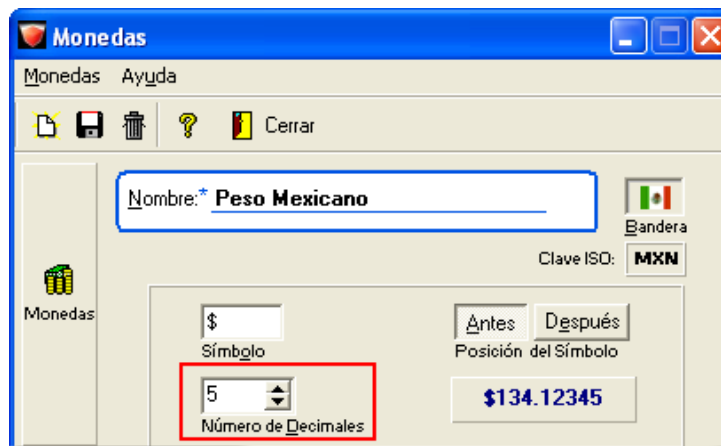 Monedas
Monedas Ayuda
Cerrar
Nombre:* Peso Mexicano
Bandera
Clave ISO: MXN
Monedas
$
Símbolo
Antes Después
Posición del Símbolo
5
Número de Decimales
$134.12345